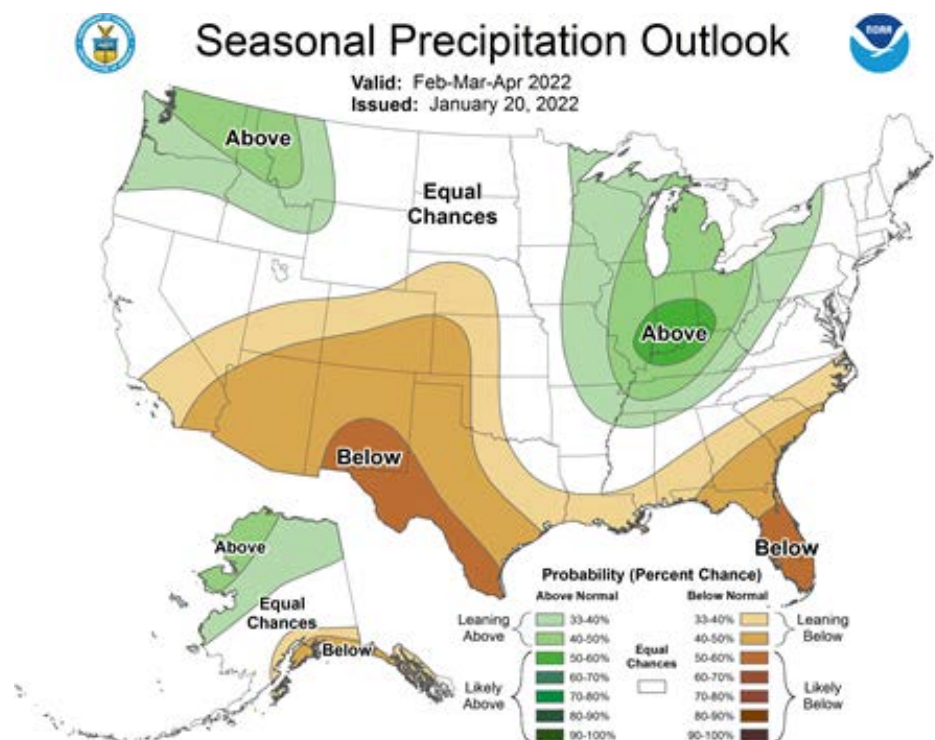 Seasonal Precipitation Outlook
NOAA
Valid: Feb-Mar-Apr 2022
Issued: January 20, 2022
Above
Equal
Chances
Above
Below
Below
Above
Equal
Chances
Below
Probability (Percent Chance)
Above Normal
Below Normal
Leaning
Above
33-40%
40-50%
Likely
Above
50-60%
60-70%
70-80%
80-90%
90-100%
Equal
Chances
33-40%
40-50%
Leaning
Below
50-60%
60-70%
70-80%
80-90%
90-100%
Likely
Below